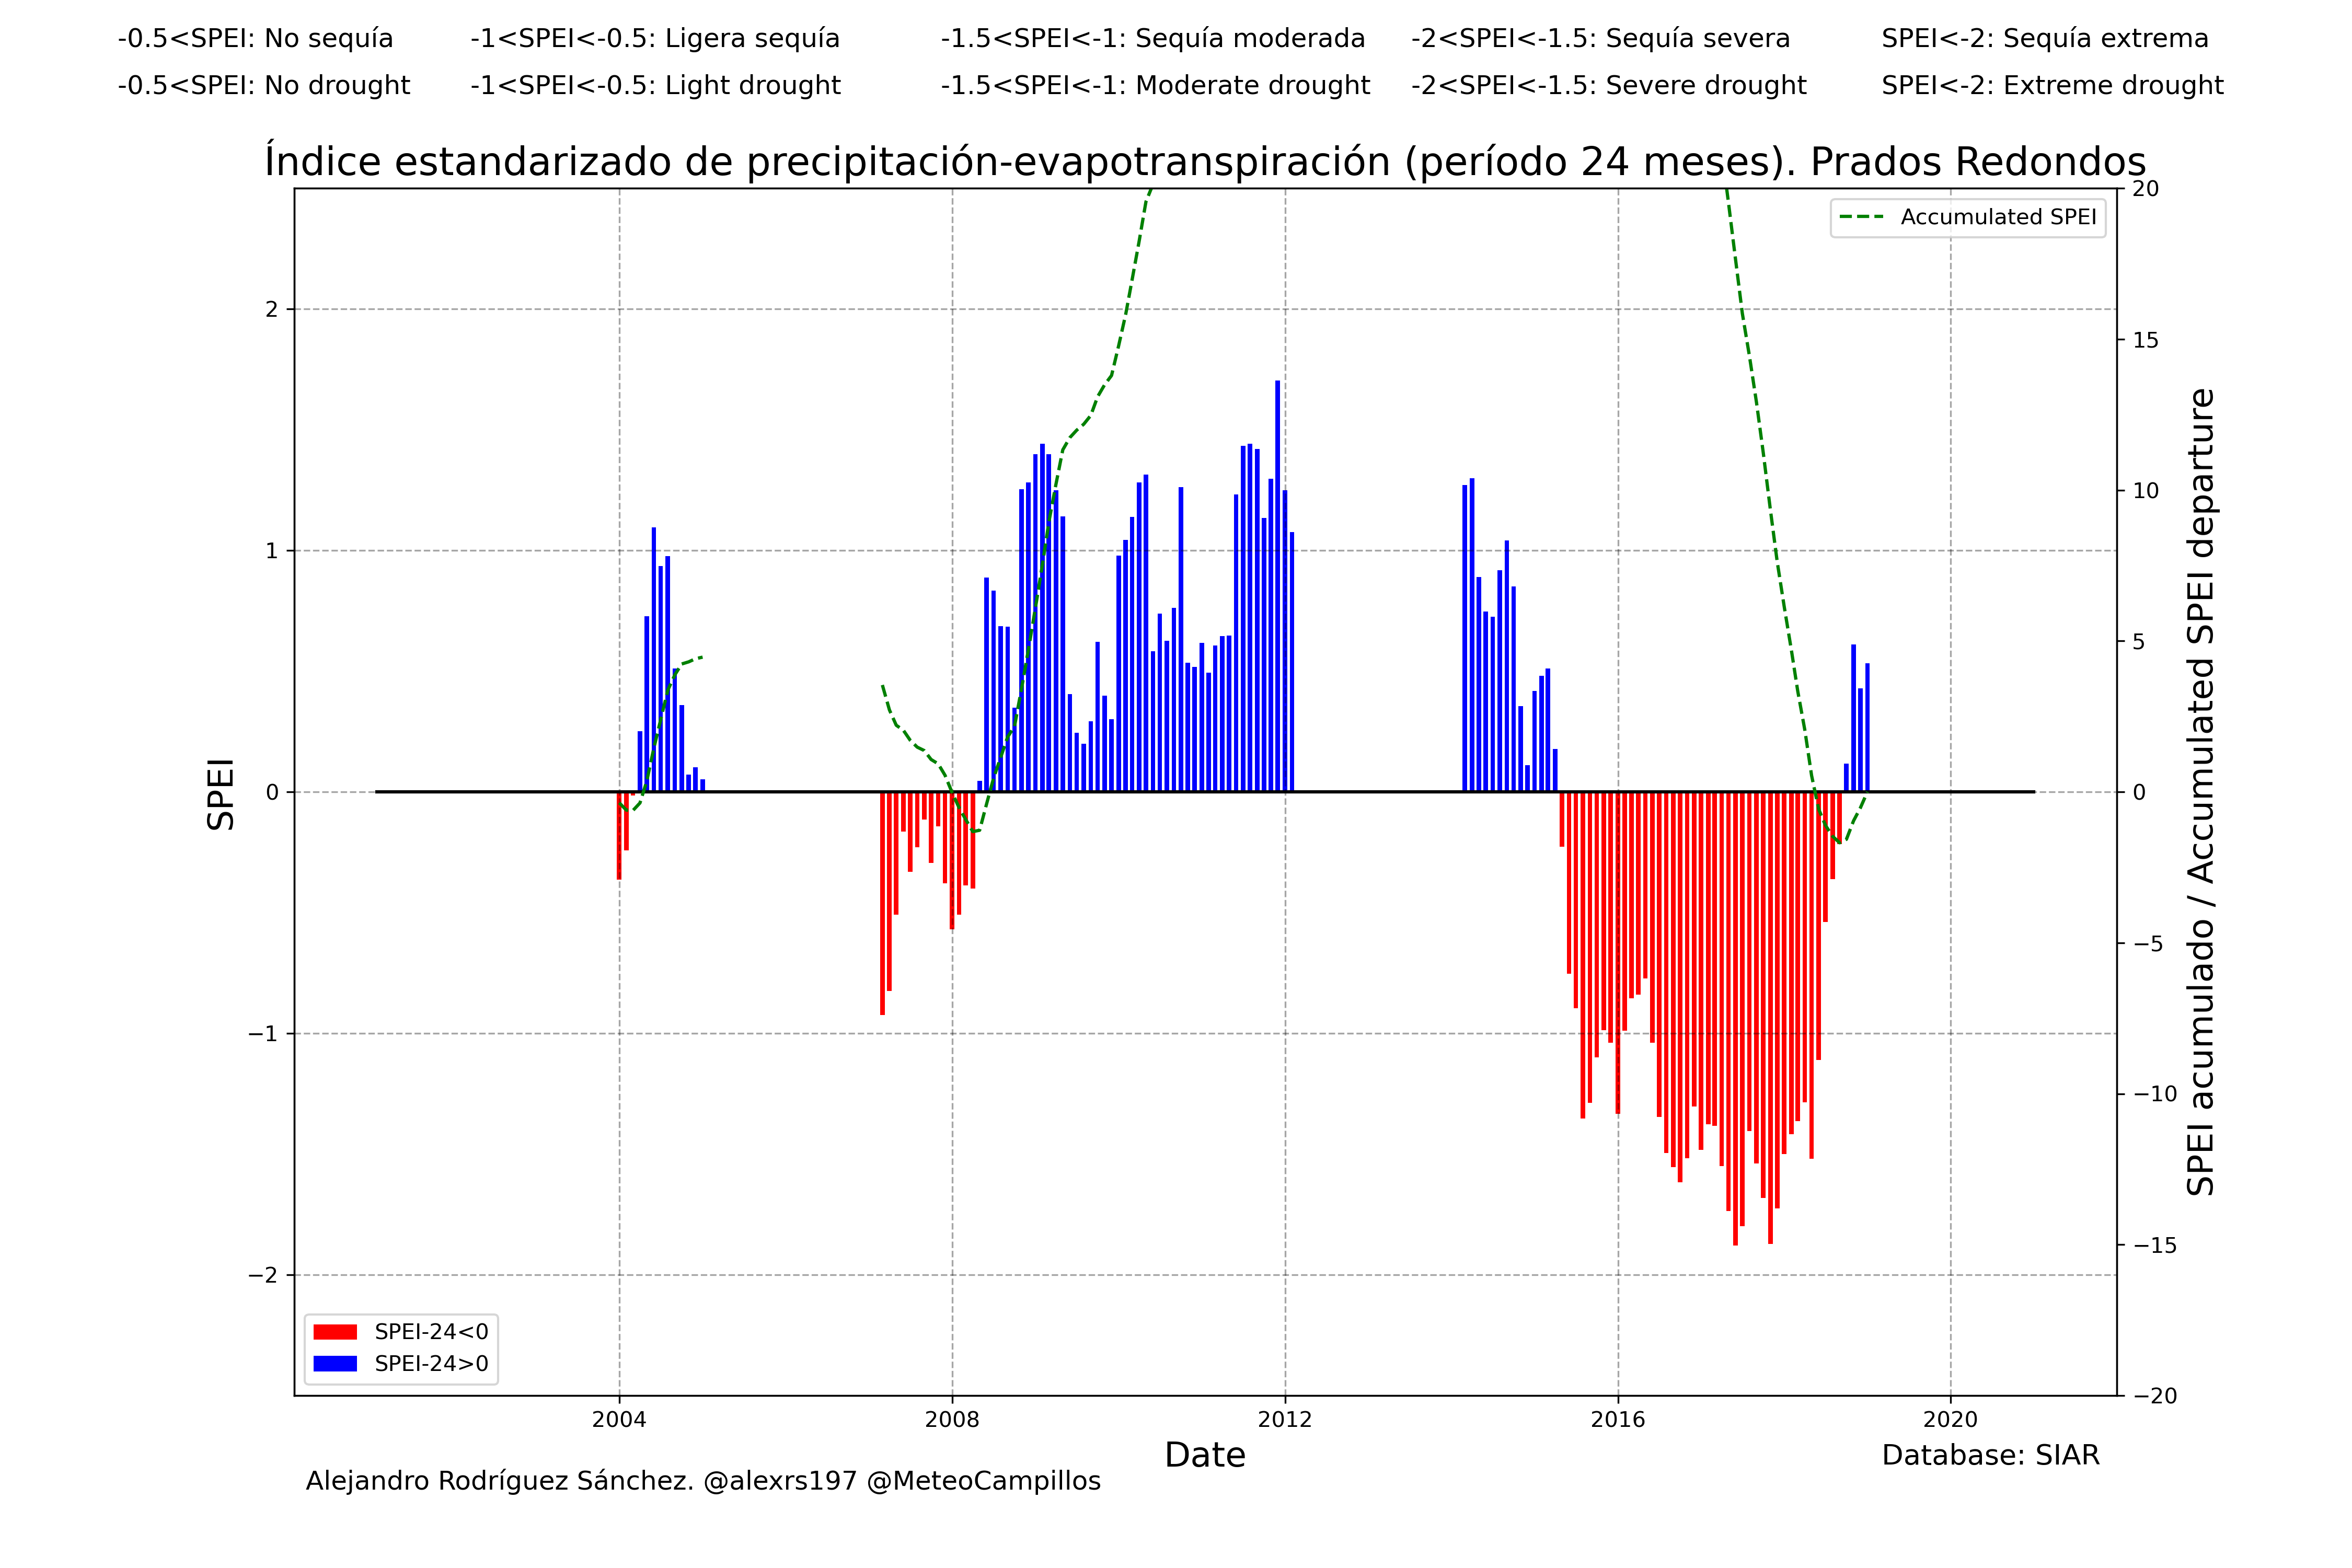 -0.5<SPEI: No sequía -1<SPEI<-0.5: Ligera sequía -1.5<SPEI<-1: Sequía moderada -2<SPEI<-1.5: Sequía severa SPEI<-2: Sequía extrema
-0.5<SPEI: No drought -1<SPEI<-0.5: Light drought -1.5<SPEI<-1: Moderate drought -2<SPEI<-1.5: Severe drought SPEI<-2: Extreme drought
Índice estandarizado de precipitación-evapotranspiración (período 24 meses). Prados Redondos
Accumulated SPEI
SPEI
2
1
0
−1
−2
20
15
10
5
0
−5
−10
−15
−20
SPEI acumulado / Accumulated SPEI departure
SPEI-24<0
SPEI-24>0
2004 2008 2012 2016 2020
Date
Database: SIAR
Alejandro Rodríguez Sánchez. @alexrs197 @MeteoCampillos